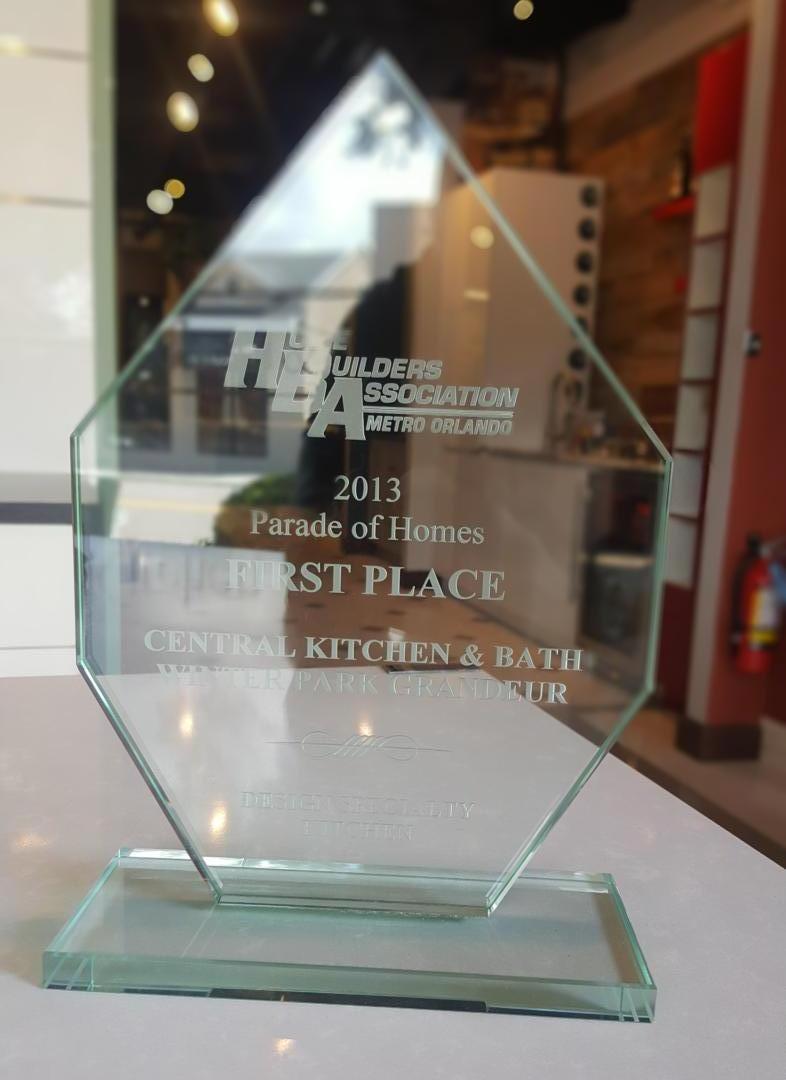 HOME
BUILDERS
ASSOCIATION
METRO ORLANDO
2013
Parade of Homes
FIRST PLACE
CENTRAL KITCHEN & BATH
WINTER PARK GRANDEUR
DESIGN SPECIALTY
KITCHEN